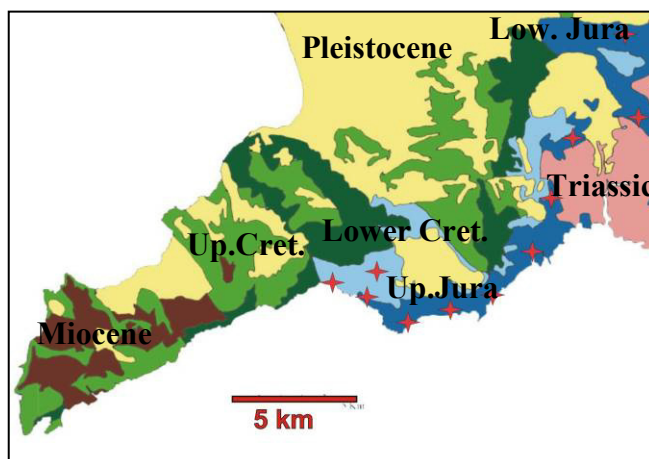 Low. Jura
Pleistocene
Triassic
Lower Cret.
Up.Cret.
Up.Jura
Miocene
5 km